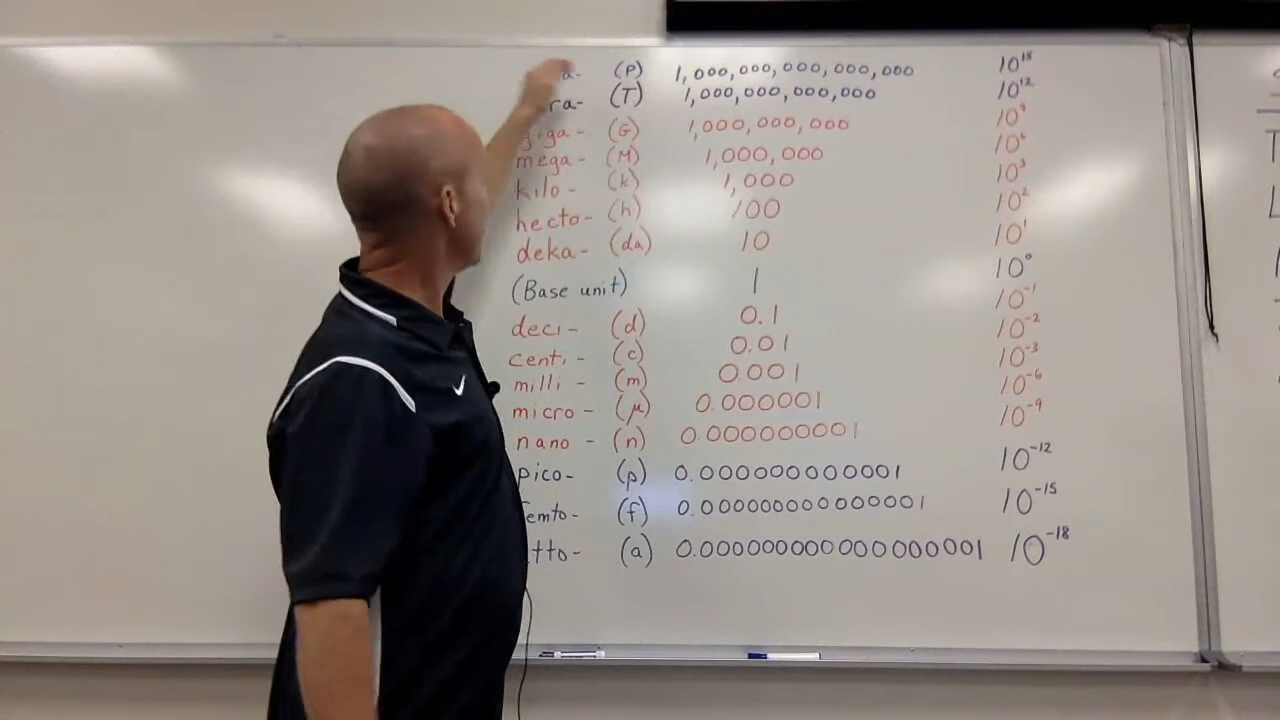 a- (P) 1,000,000,000,000,000 10^15
ra- (T) 1,000,000,000,000 10^12
giga- (G) 1,000,000,000 10^9
mega- (M) 1,000,000 10^6
kilo- (k) 1,000 10^3
hecto- (h) 100 10^2
deka- (da) 10 10^1
(Base unit) 1 10^0
deci- (d) 0.1 10^-1
centi- (c) 0.01 10^-2
milli- (m) 0.001 10^-3
micro- (μ) 0.000001 10^-6
nano- (n) 0.000000001 10^-9
pico- (p) 0.000000000001 10^-12
femto- (f) 0.000000000000001 10^-15
tto- (a) 0.000000000000000001 10^-18